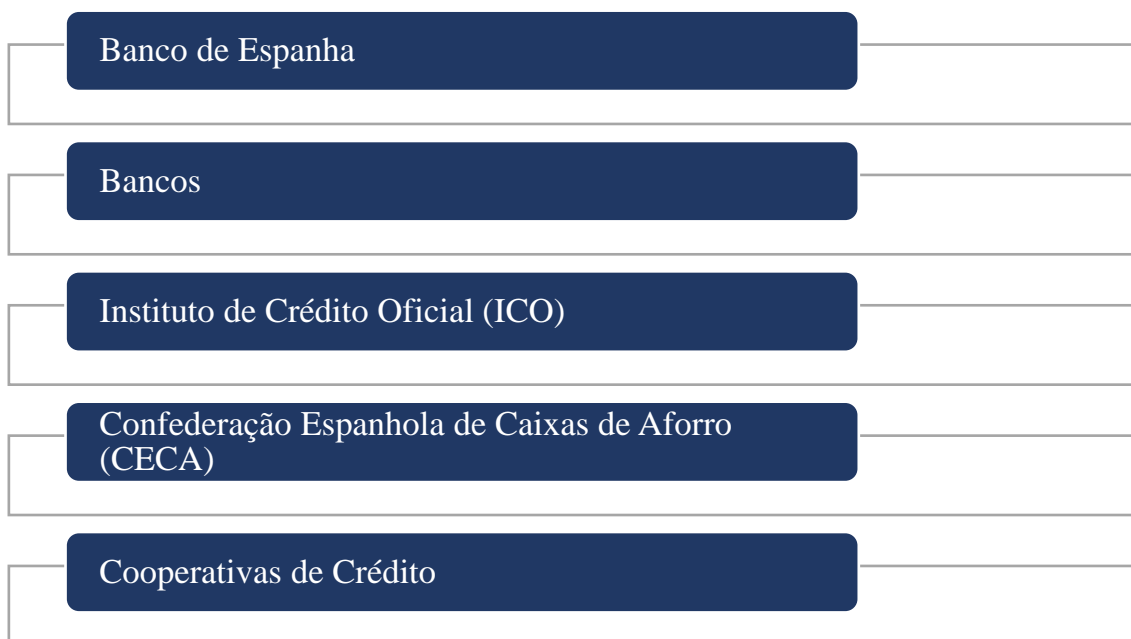 Banco de Espanha
Bancos
Instituto de Crédito Oficial (ICO)
Confederação Espanhola de Caixas de Aforro
(CECA)
Cooperativas de Crédito